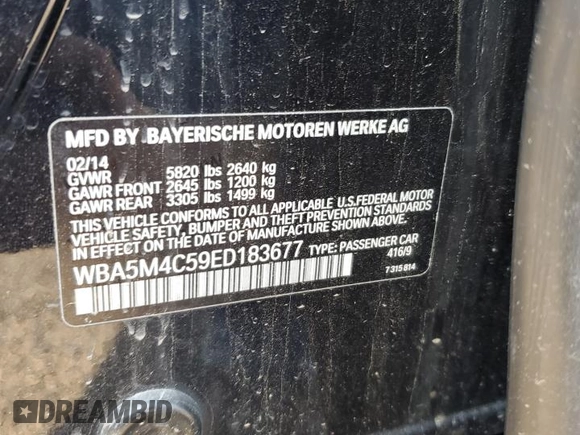 MFD BY BAYERISCHE MOTOREN WERKE AG
02/14
GVWR 5820 lbs 2640 kg
GAWR FRONT 2645 lbs 1200 kg
GAWR REAR 3305 lbs 1499 kg
THIS VEHICLE CONFORMS TO ALL APPLICABLE U.S.FEDERAL MOTOR
VEHICLE SAFETY, BUMPER AND THEFT PREVENTION STANDARDS
IN EFFECT ON THE DATE OF MANUFACTURE SHOWN ABOVE.
WBA5M4C59ED183677 TYPE: PASSENGER CAR
416/9
7 315 814
DREAMBID